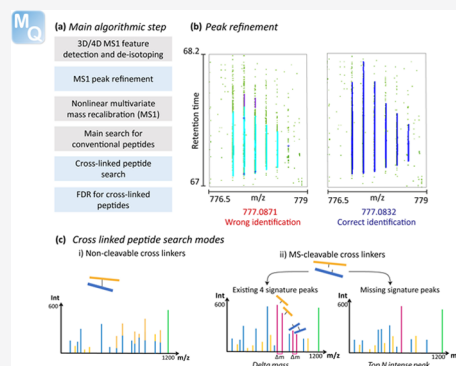 MQ
(a) Main algorithmic step
3D/4D MS1 feature
detection and de-isotoping
MS1 peak refinement
Nonlinear multivariate
mass recalibration (MS1)
Main search for
conventional peptides
Cross-linked peptide
search
FDR for cross-linked
peptides
(b) Peak refinement
68.2
Retention time
67
776.5 m/z 779
777.0871
Wrong identification
776.5 m/z 779
777.0832
Correct identification
(c) Cross linked peptide search modes
i) Non-cleavable cross linkers
Int
600
1200 m/z
ii) MS-cleavable cross linkers
Existing 4 signature peaks
Int
600
Δm Δm
1200 m/z
Delta mass
Missing signature peaks
Int
600
1200 m/z
Top N intense peak